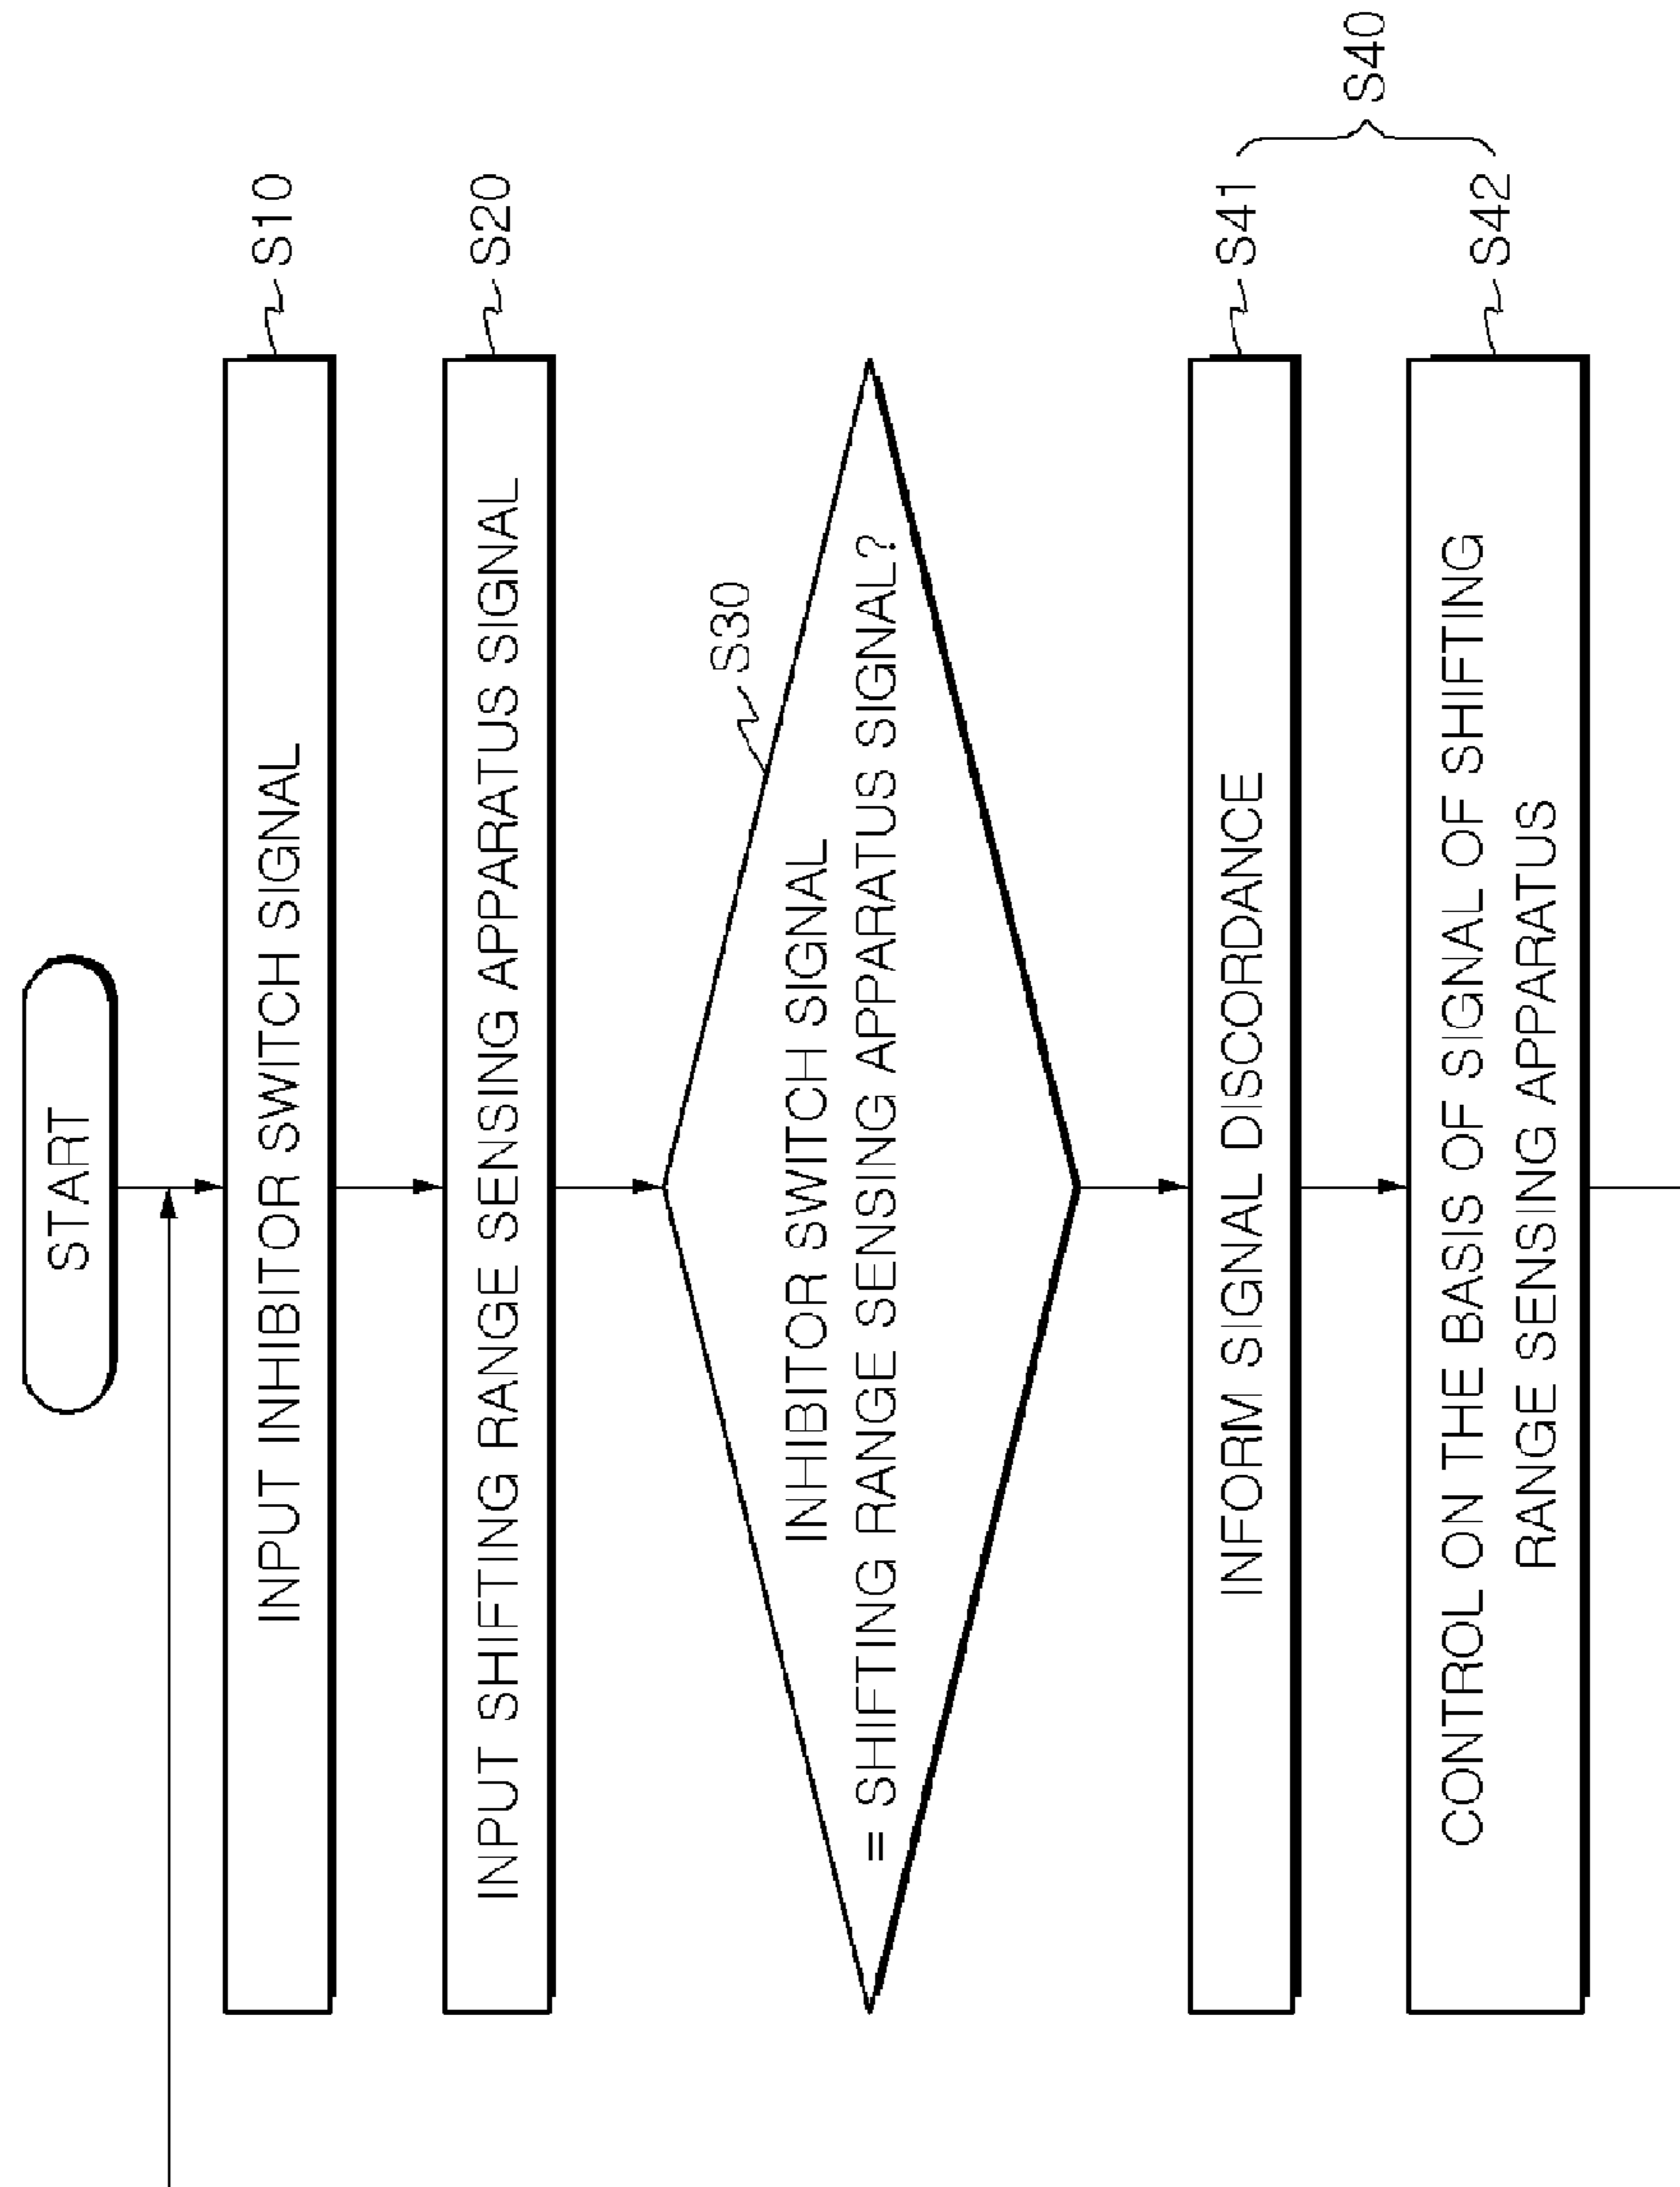 START
INPUT INHIBITOR SWITCH SIGNAL
S10
INPUT SHIFTING RANGE SENSING APPARATUS SIGNAL
S20
S30
INHIBITOR SWITCH SIGNAL
= SHIFTING RANGE SENSING APPARATUS SIGNAL?
INFORM SIGNAL DISCORDANCE
S41
S40
CONTROL ON THE BASIS OF SIGNAL OF SHIFTING
RANGE SENSING APPARATUS
S42